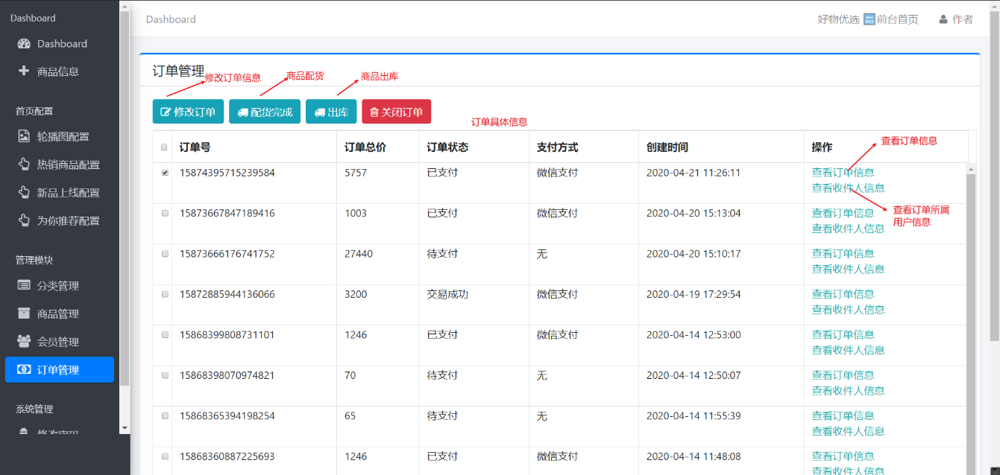 Dashboard
Dashboard
商品信息
首页配置
轮播图配置
热销商品配置
新品上线配置
为你推荐配置
管理模块
分类管理
商品管理
会员管理
订单管理
系统管理
修改密码
Dashboard
好物优选 BACK 前台首页 作者
订单管理
修改订单信息 商品配货 商品出库
修改订单 配货完成 出库 关闭订单
订单具体信息
订单号 订单总价 订单状态 支付方式 创建时间 操作
查看订单信息
15874395715239584 5757 已支付 微信支付 2020-04-21 11:26:11 查看订单信息
查看收件人信息
查看订单所属
用户信息
15873667847189416 1003 已支付 微信支付 2020-04-20 15:13:04 查看订单信息
查看收件人信息
15873666176741752 27440 待支付 无 2020-04-20 15:10:17 查看订单信息
查看收件人信息
15872885944136066 3200 交易成功 微信支付 2020-04-19 17:29:54 查看订单信息
查看收件人信息
15868399808731101 1246 已支付 微信支付 2020-04-14 12:53:00 查看订单信息
查看收件人信息
15868398070974821 70 待支付 无 2020-04-14 12:50:07 查看订单信息
查看收件人信息
15868365394198254 65 待支付 无 2020-04-14 11:55:39 查看订单信息
查看收件人信息
15868360887225693 1246 已支付 微信支付 2020-04-14 11:48:08 查看订单信息
查看收件人信息